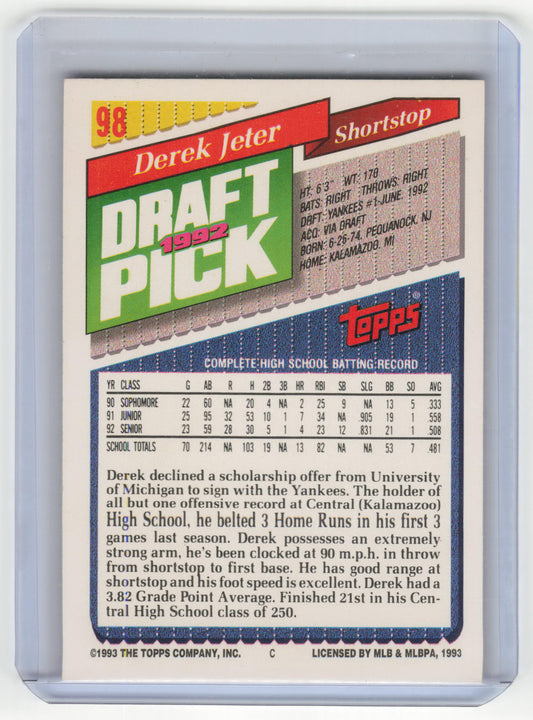 98
Derek Jeter
Shortstop
DRAFT
1992
PICK
HT: 6'3" WT: 170
BATS: RIGHT THROWS: RIGHT
DRFT: YANKEES #1-JUNE, 1992
ACQ: VIA DRAFT
BORN: 6-26-74, PEQUANOCK, NJ
HOME: KALAMAZOO, MI
TOPPS®
COMPLETE HIGH SCHOOL BATTING RECORD
YR CLASS G AB R H 2B 3B HR RBI SB SLG BB SO AVG
90 SOPHOMORE 22 60 NA 20 4 NA 2 25 9 NA 13 5 .333
91 JUNIOR 25 95 32 53 10 1 7 34 NA .905 19 1 .558
92 SENIOR 23 59 28 30 5 1 4 23 12 .831 21 1 .508
SCHOOL TOTALS 70 214 NA 103 19 NA 13 82 NA NA 53 7 .481
Derek declined a scholarship offer from University
of Michigan to sign with the Yankees. The holder of
all but one offensive record at Central (Kalamazoo)
High School, he belted 3 Home Runs in his first 3
games last season. Derek possesses an extremely
strong arm, he's been clocked at 90 m.p.h. in throw
from shortstop to first base. He has good range at
shortstop and his foot speed is excellent. Derek had a
3.82 Grade Point Average. Finished 21st in his Cen-
tral High School class of 250.
©1993 THE TOPPS COMPANY, INC. C LICENSED BY MLB & MLBPA, 1993